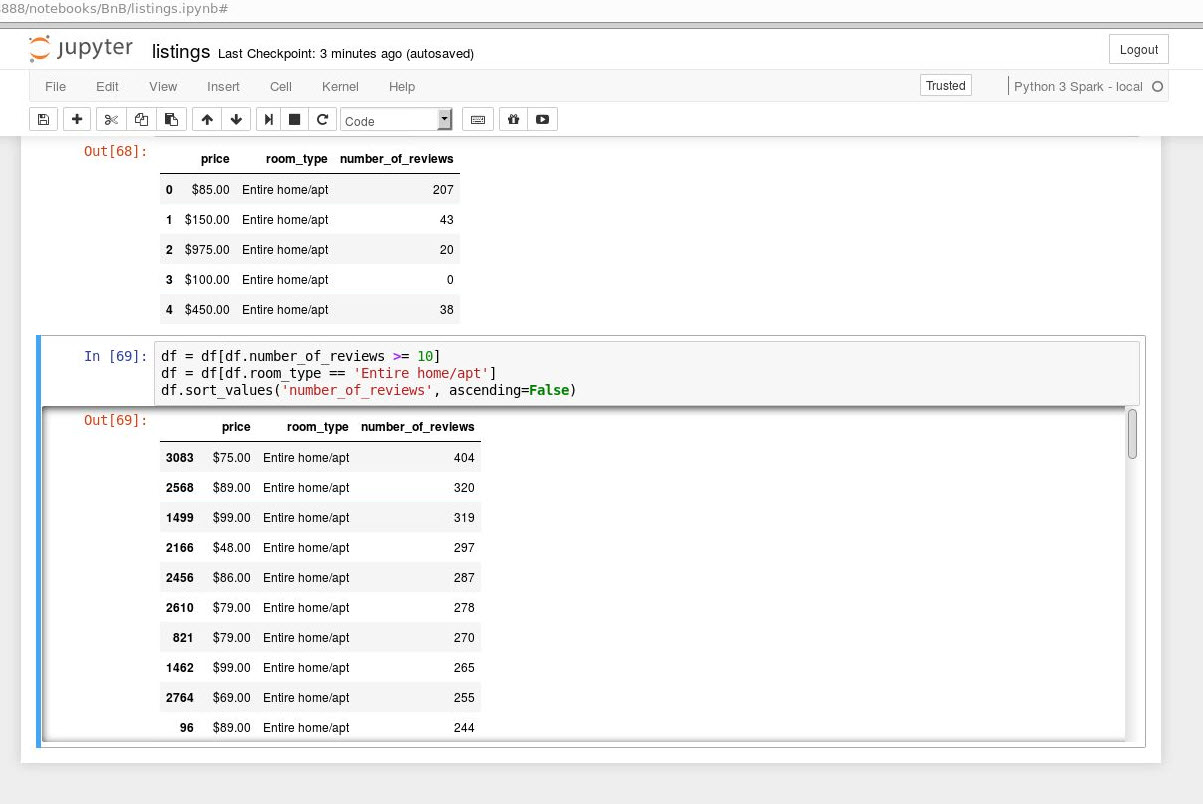 888/notebooks/BnB/listings.ipynb#
jupyter listings Last Checkpoint: 3 minutes ago (autosaved) Logout
File Edit View Insert Cell Kernel Help Trusted Python 3 Spark - local
Code
Out[68]:
price room_type number_of_reviews
0 $85.00 Entire home/apt 207
1 $150.00 Entire home/apt 43
2 $975.00 Entire home/apt 20
3 $100.00 Entire home/apt 0
4 $450.00 Entire home/apt 38
In [69]: df = df[df.number_of_reviews >= 10]
df = df[df.room_type == 'Entire home/apt']
df.sort_values('number_of_reviews', ascending=False)
Out[69]:
price room_type number_of_reviews
3083 $75.00 Entire home/apt 404
2568 $89.00 Entire home/apt 320
1499 $99.00 Entire home/apt 319
2166 $48.00 Entire home/apt 297
2456 $86.00 Entire home/apt 287
2610 $79.00 Entire home/apt 278
821 $79.00 Entire home/apt 270
1462 $99.00 Entire home/apt 265
2764 $69.00 Entire home/apt 255
96 $89.00 Entire home/apt 244